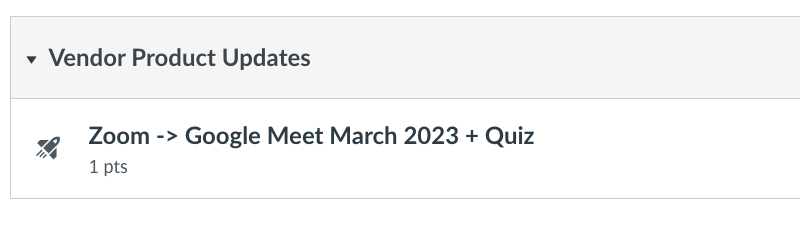 Vendor Product Updates
Zoom -> Google Meet March 2023 + Quiz
1 pts